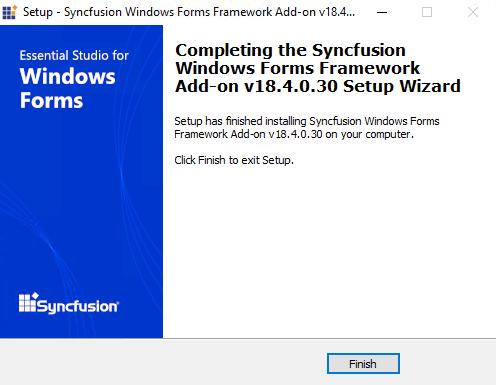 Setup - Syncfusion Windows Forms Framework Add-on v18.4...
Essential Studio for
Windows
Forms
Syncfusion
Completing the Syncfusion
Windows Forms Framework
Add-on v18.4.0.30 Setup Wizard
Setup has finished installing Syncfusion Windows Forms
Framework Add-on v18.4.0.30 on your computer.
Click Finish to exit Setup.
Finish